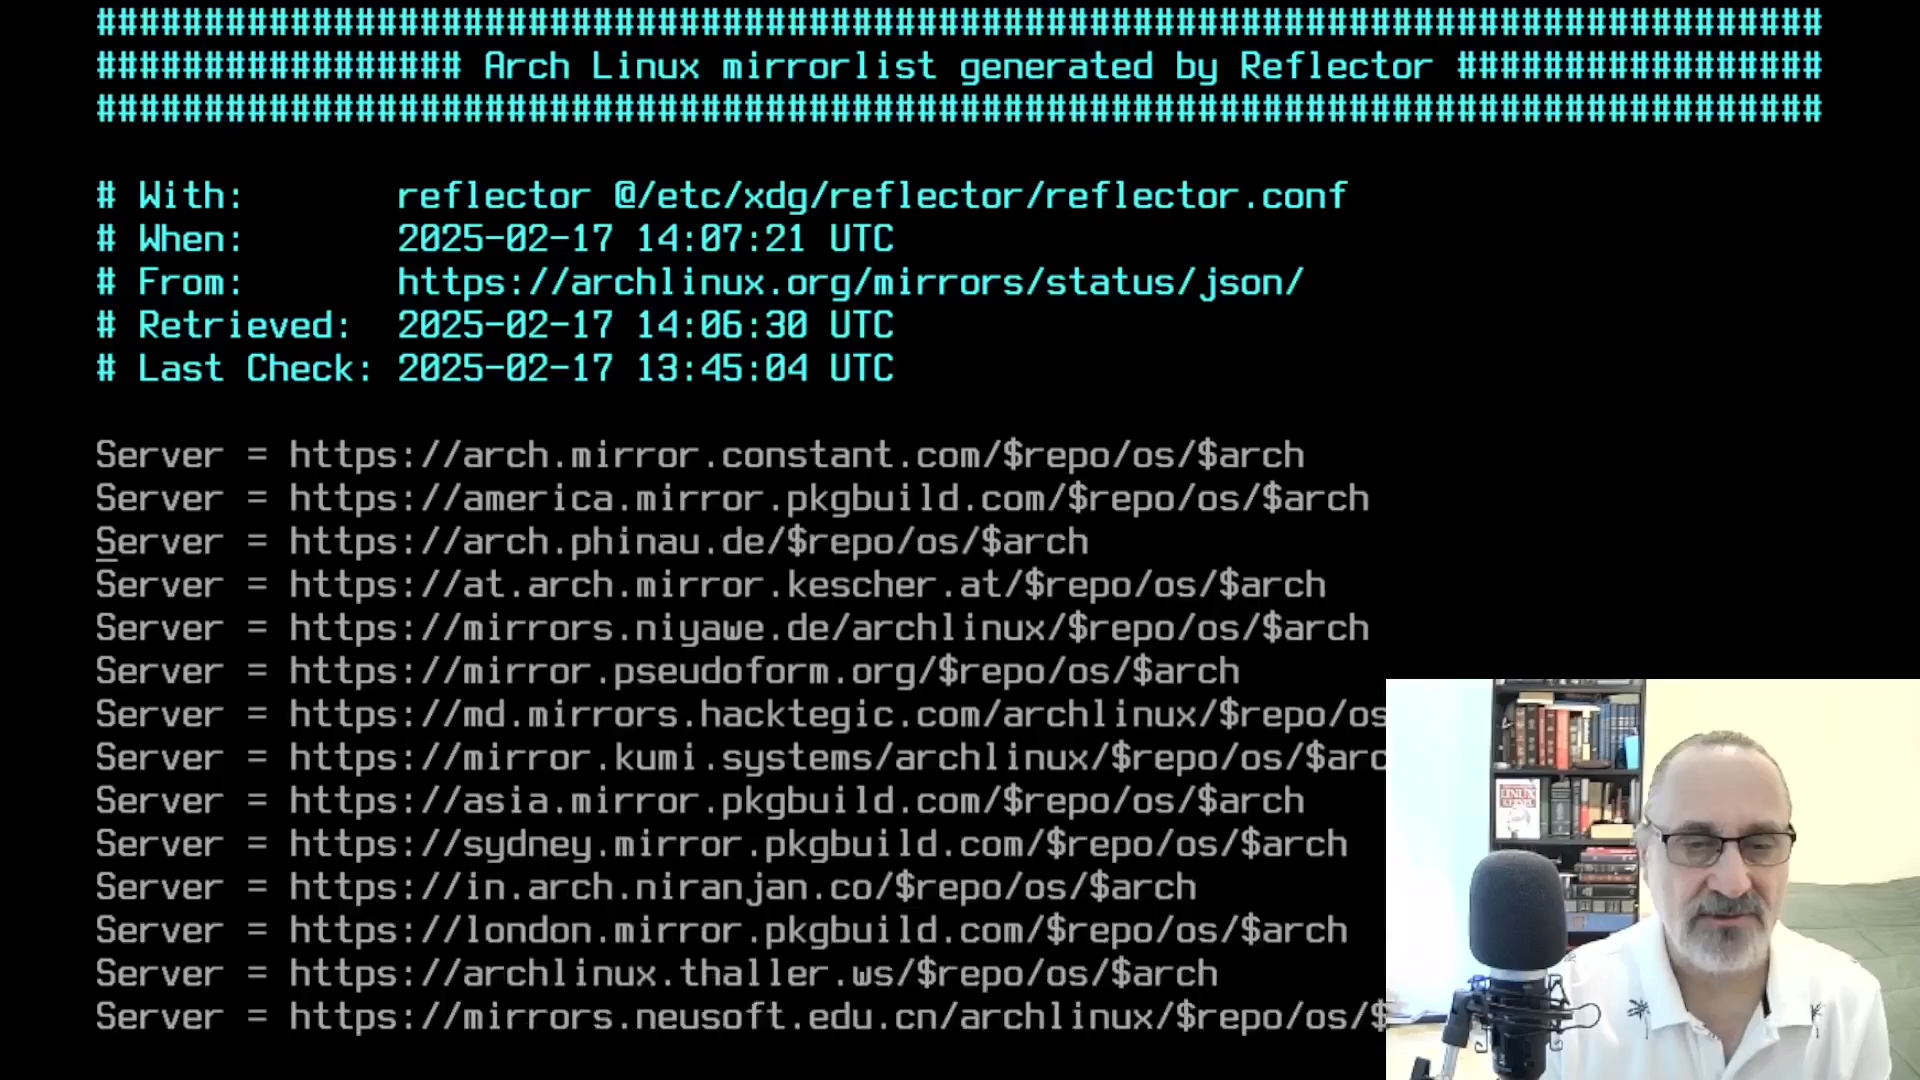 ################################################################################
################# Arch Linux mirrorlist generated by Reflector #################
################################################################################
# With:       reflector @/etc/xdg/reflector/reflector.conf
# When:       2025-02-17 14:07:21 UTC
# From:       https://archlinux.org/mirrors/status/json/
# Retrieved:  2025-02-17 14:06:30 UTC
# Last Check: 2025-02-17 13:45:04 UTC
Server = https://arch.mirror.constant.com/$repo/os/$arch
Server = https://america.mirror.pkgbuild.com/$repo/os/$arch
Server = https://arch.phinau.de/$repo/os/$arch
Server = https://at.arch.mirror.kescher.at/$repo/os/$arch
Server = https://mirrors.niyawe.de/archlinux/$repo/os/$arch
Server = https://mirror.pseudoform.org/$repo/os/$arch
Server = https://md.mirrors.hacktegic.com/archlinux/$repo/os
Server = https://mirror.kumi.systems/archlinux/$repo/os/$arc
Server = https://asia.mirror.pkgbuild.com/$repo/os/$arch
Server = https://sydney.mirror.pkgbuild.com/$repo/os/$arch
Server = https://in.arch.niranjan.co/$repo/os/$arch
Server = https://london.mirror.pkgbuild.com/$repo/os/$arch
Server = https://archlinux.thaller.ws/$repo/os/$arch
Server = https://mirrors.neusoft.edu.cn/archlinux/$repo/os/$
LINUX